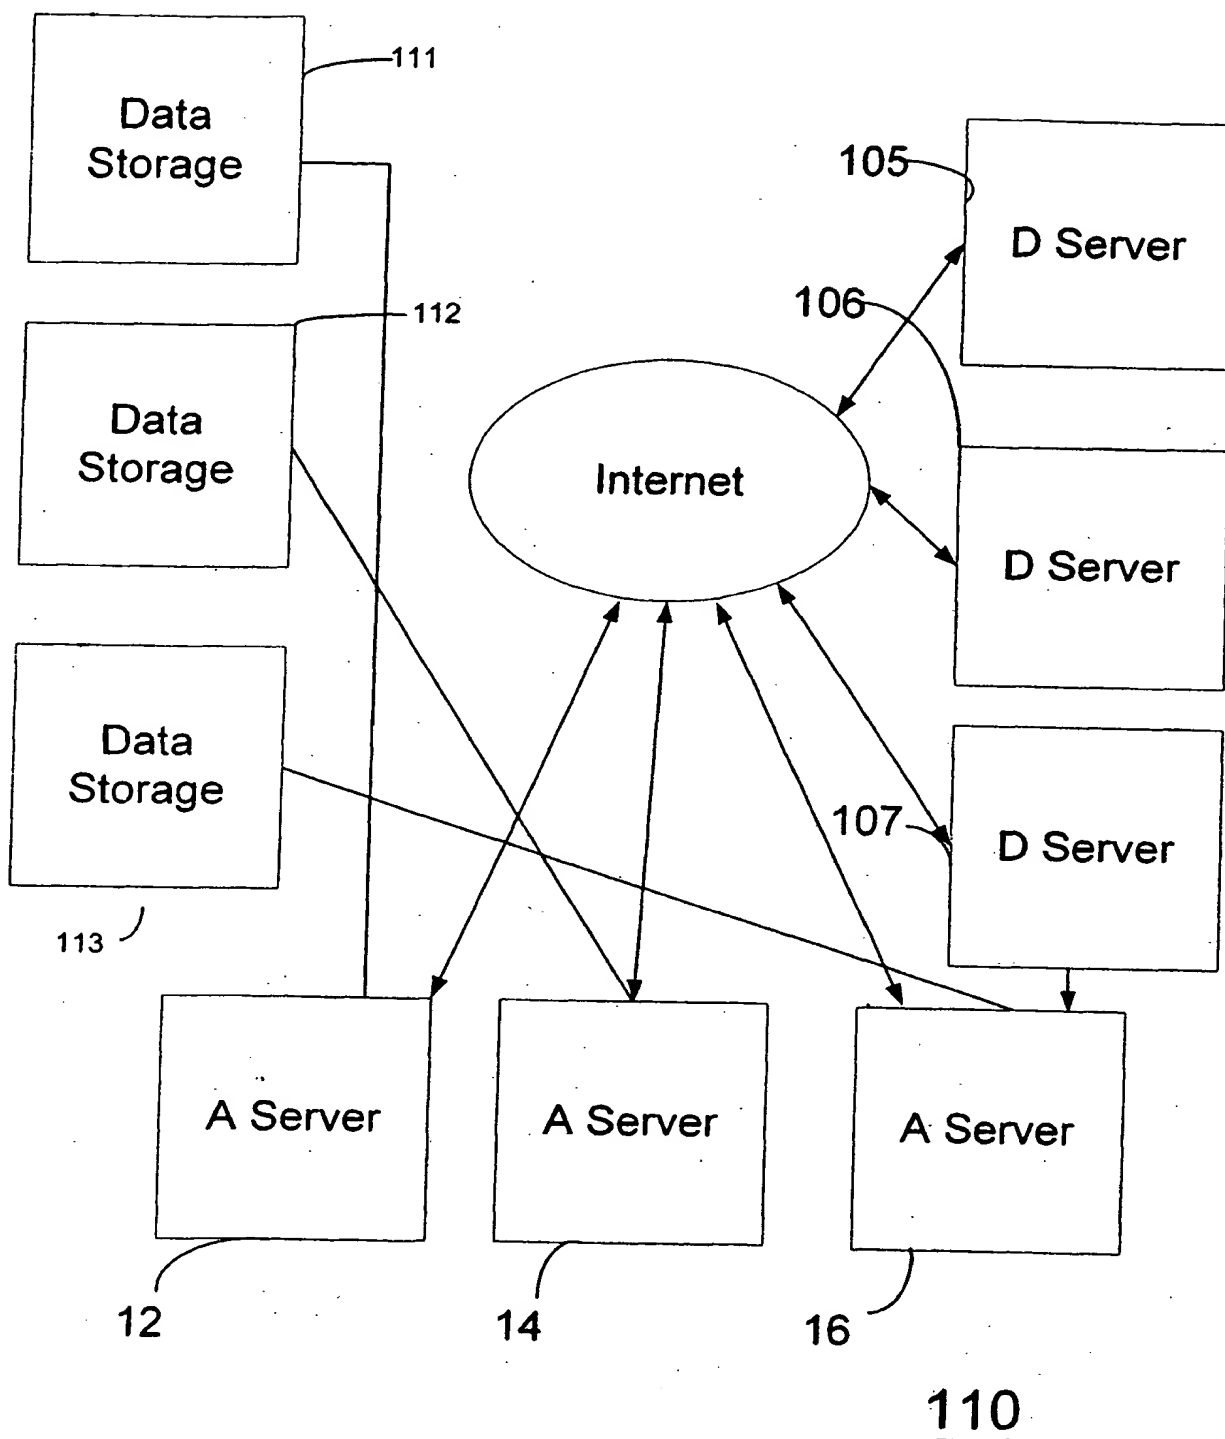 111
Data
Storage
105
D Server
112
106
Data
Storage
Internet
D Server
Data
Storage
107
D Server
113
A Server
A Server
A Server
12
14
16
110